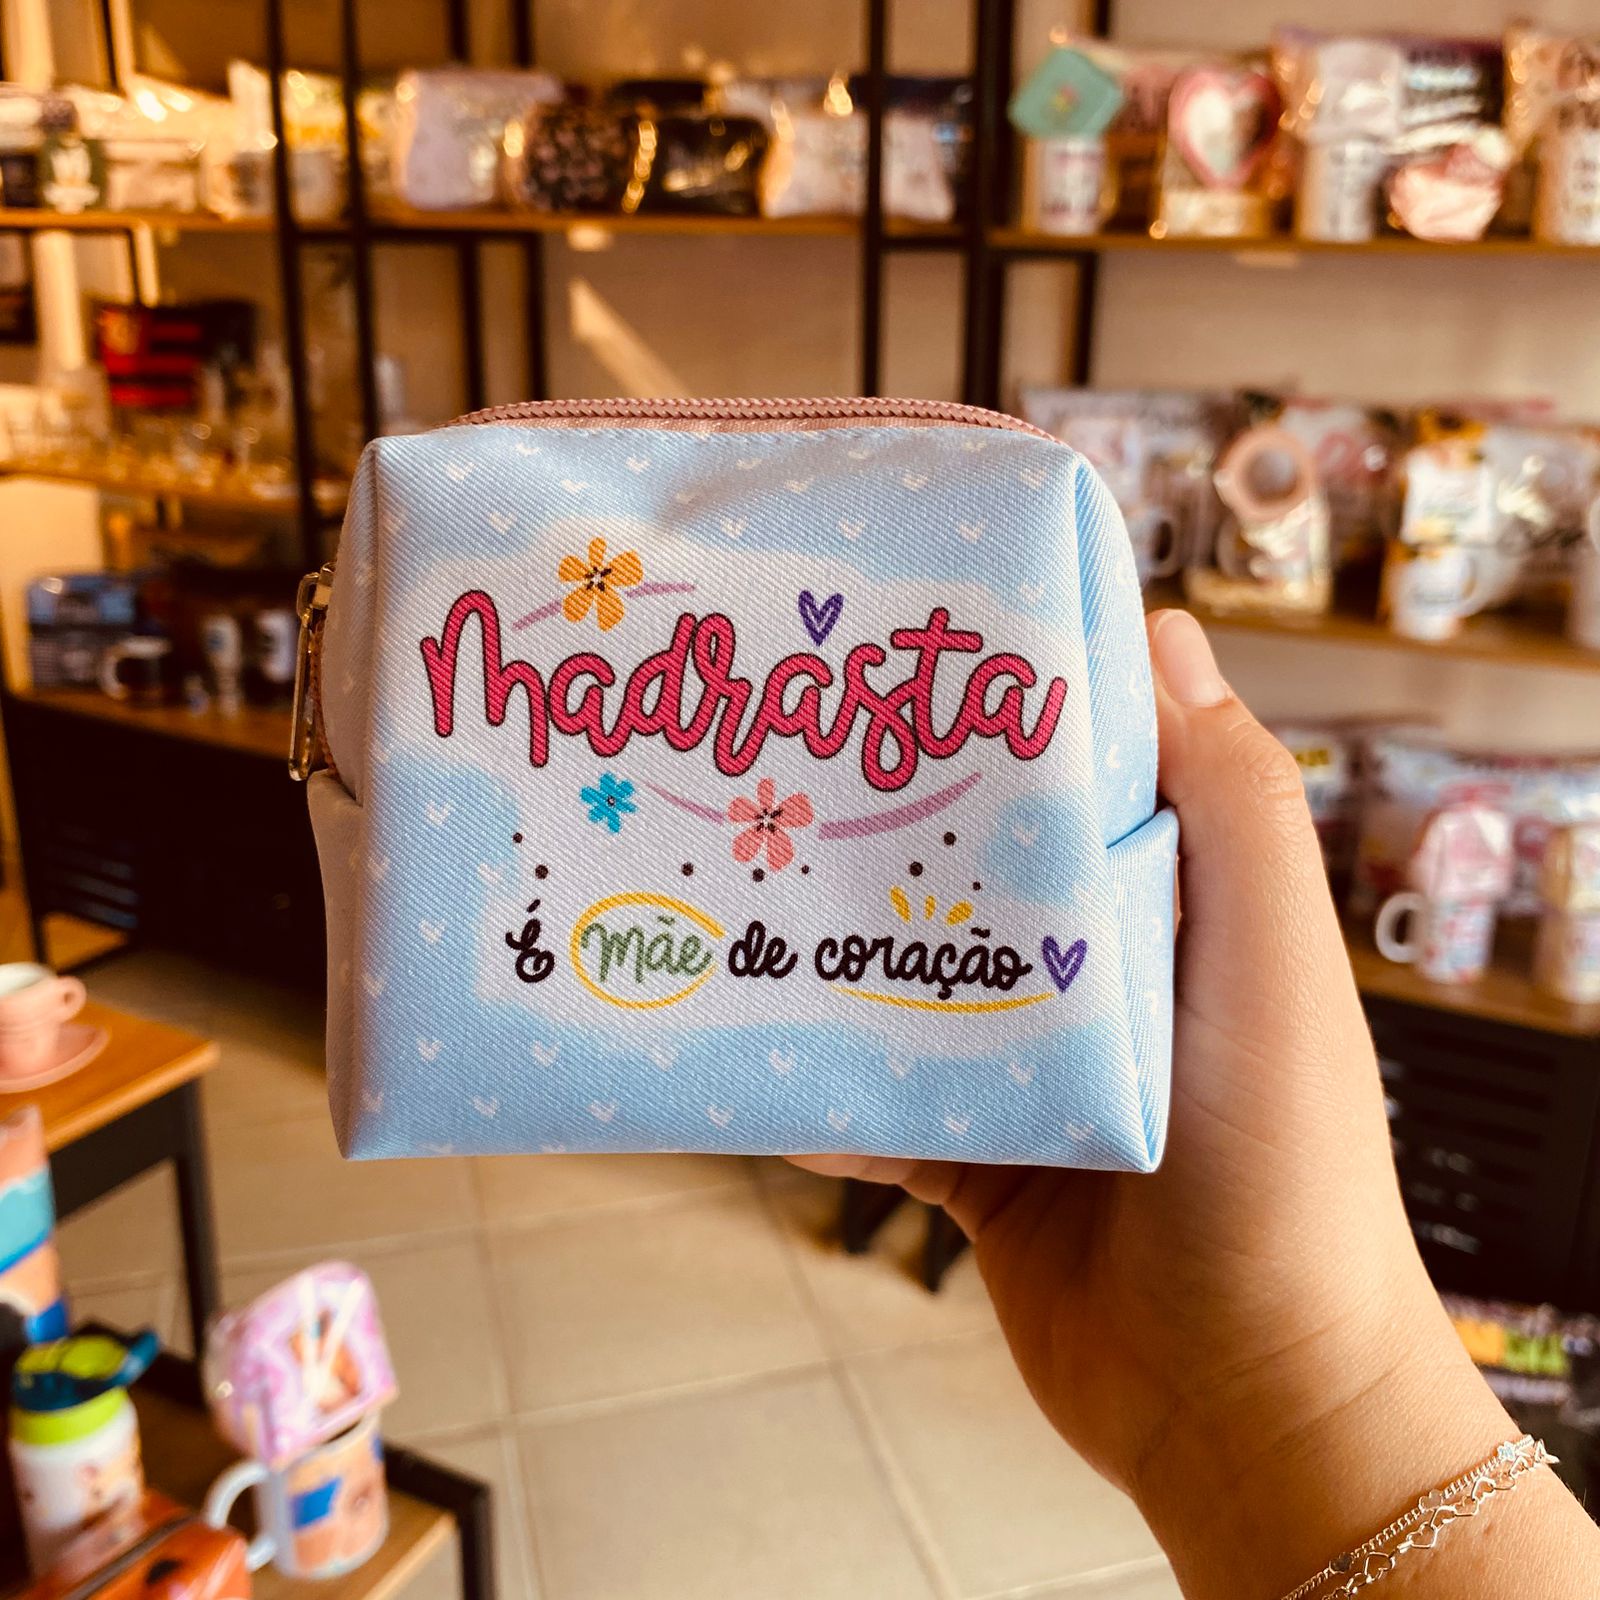 Madrasta
É mãe de coração